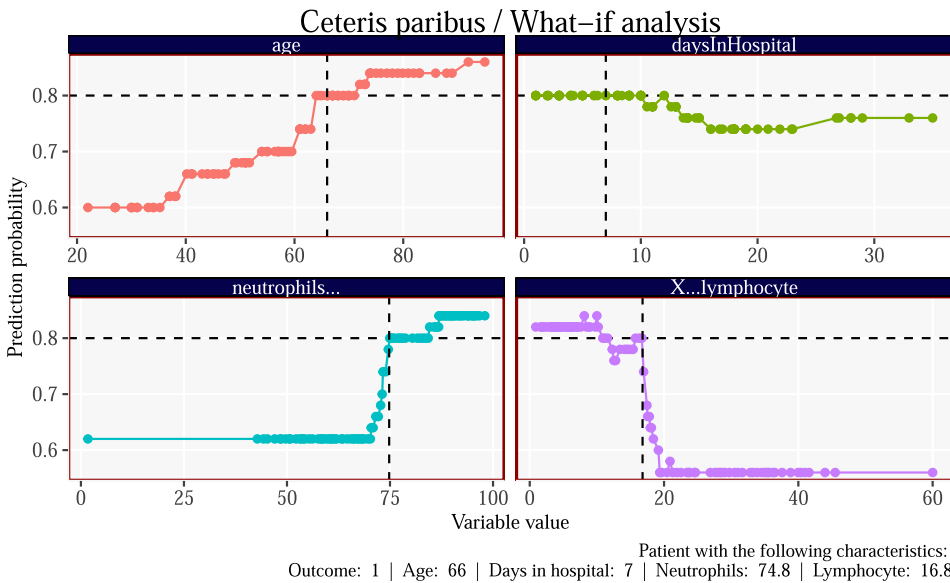 Ceteris paribus / What−if analysis
age
daysInHospital
0.8
0.7
0.6
20 40 60 80
0 10 20 30
Prediction probability
neutrophils...
X...lymphocyte
0.8
0.7
0.6
0 25 50 75 100
0 20 40 60
Variable value
Patient with the following characteristics:
Outcome: 1 | Age: 66 | Days in hospital: 7 | Neutrophils: 74.8 | Lymphocyte: 16.8